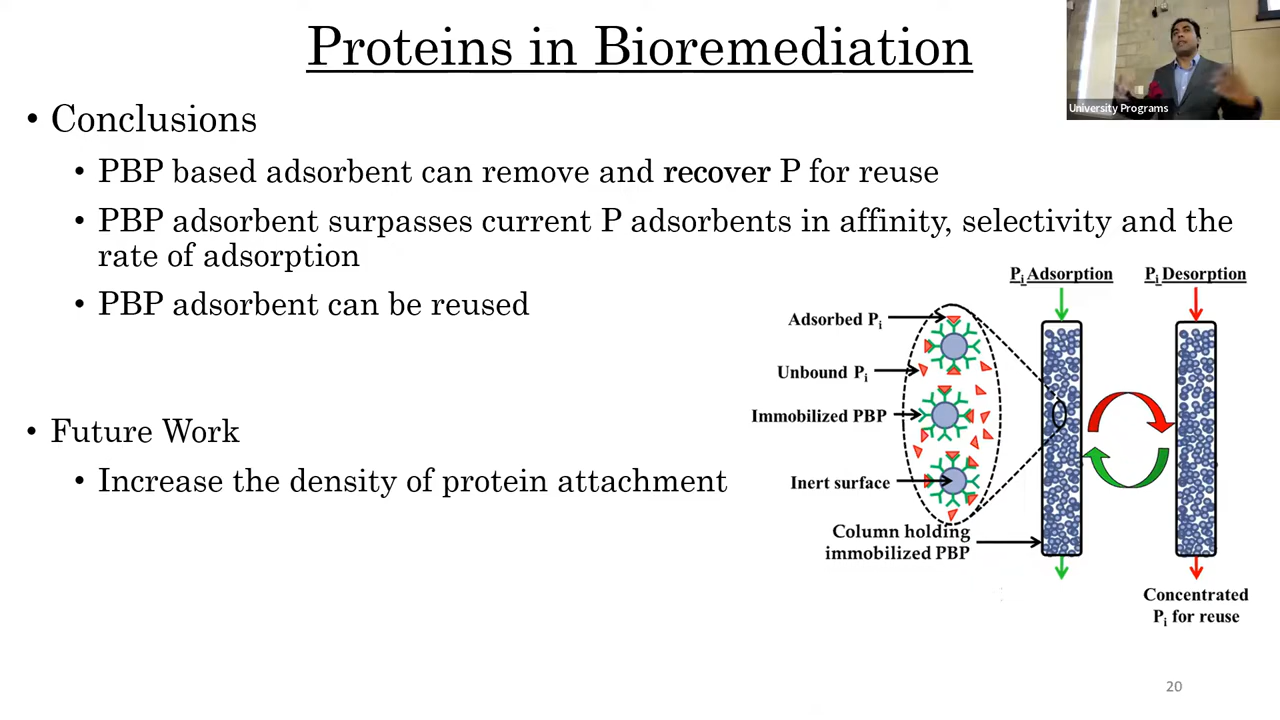 Proteins in Bioremediation
University Programs
• Conclusions
• PBP based adsorbent can remove and recover P for reuse
• PBP adsorbent surpasses current P adsorbents in affinity, selectivity and the
rate of adsorption
• PBP adsorbent can be reused
• Future Work
• Increase the density of protein attachment
Pi Adsorption
Pi Desorption
Adsorbed Pi
Unbound Pi
Immobilized PBP
Inert surface
Column holding
immobilized PBP
Concentrated
Pi for reuse
20